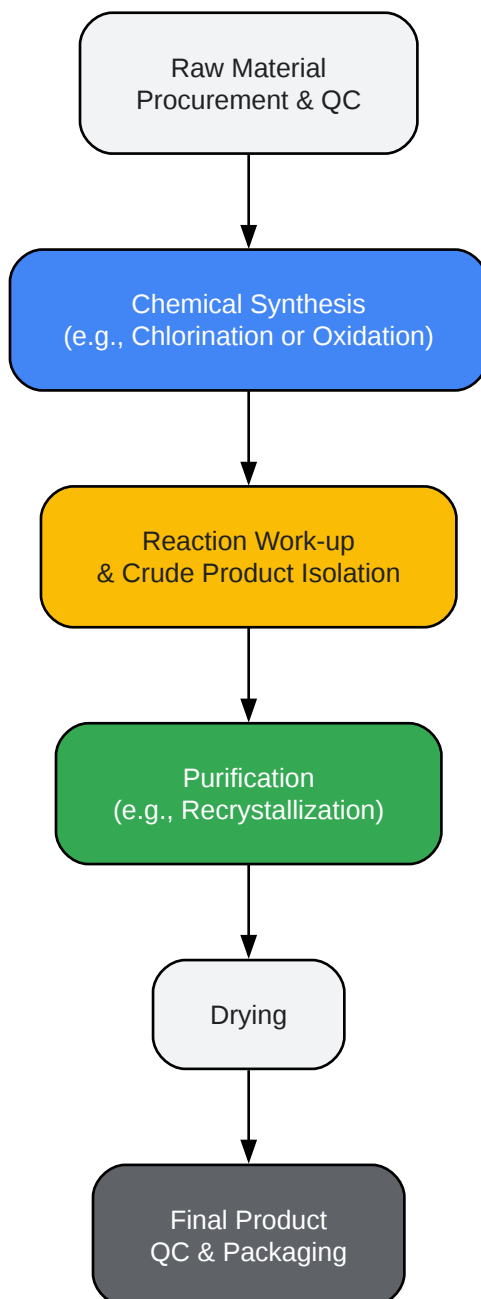 Raw Material
Procurement & QC
Chemical Synthesis
(e.g., Chlorination or Oxidation)
Reaction Work-up
& Crude Product Isolation
Purification
(e.g., Recrystallization)
Drying
Final Product
QC & Packaging